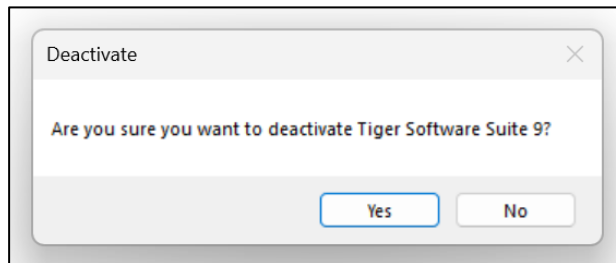 Deactivate
Are you sure you want to deactivate Tiger Software Suite 9?
Yes No